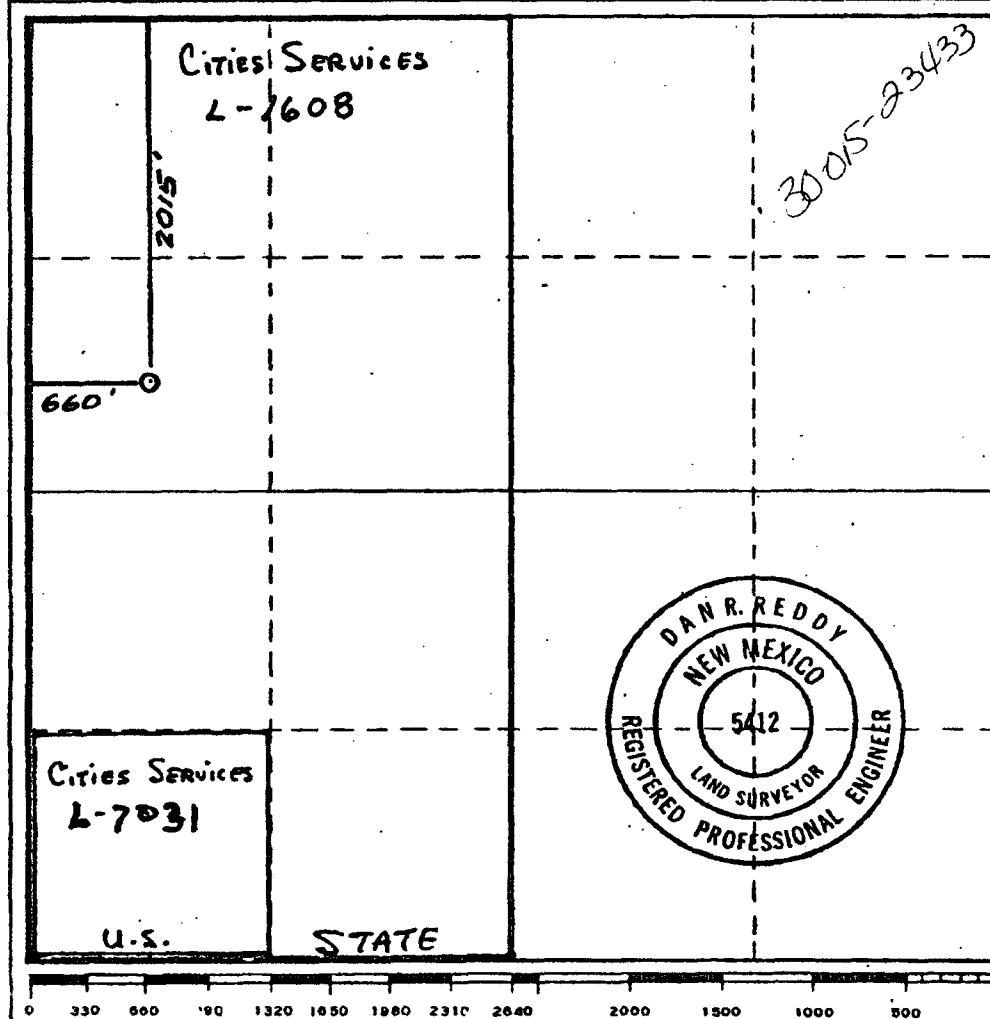 Cities Services
L-1608
30015-23433
2015'
660'
DAN R. REDDY
NEW MEXICO
5412
LAND SURVEYOR
REGISTERED PROFESSIONAL ENGINEER
Cities Services
L-7031
U.S.
STATE
0 330 660 '90 1320 1650 1980 2310 2640 2000 1500 1000 500